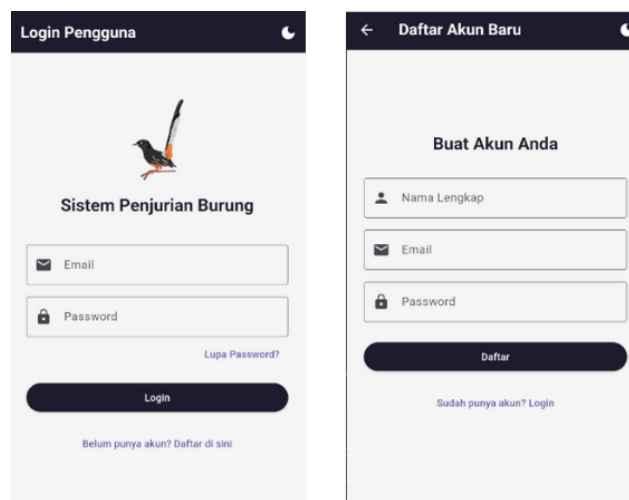 Login Pengguna
Sistem Penjurian Burung
Email
Password
Lupa Password?
Login
Belum punya akun? Daftar di sini
Daftar Akun Baru
Buat Akun Anda
Nama Lengkap
Email
Password
Daftar
Sudah punya akun? Login